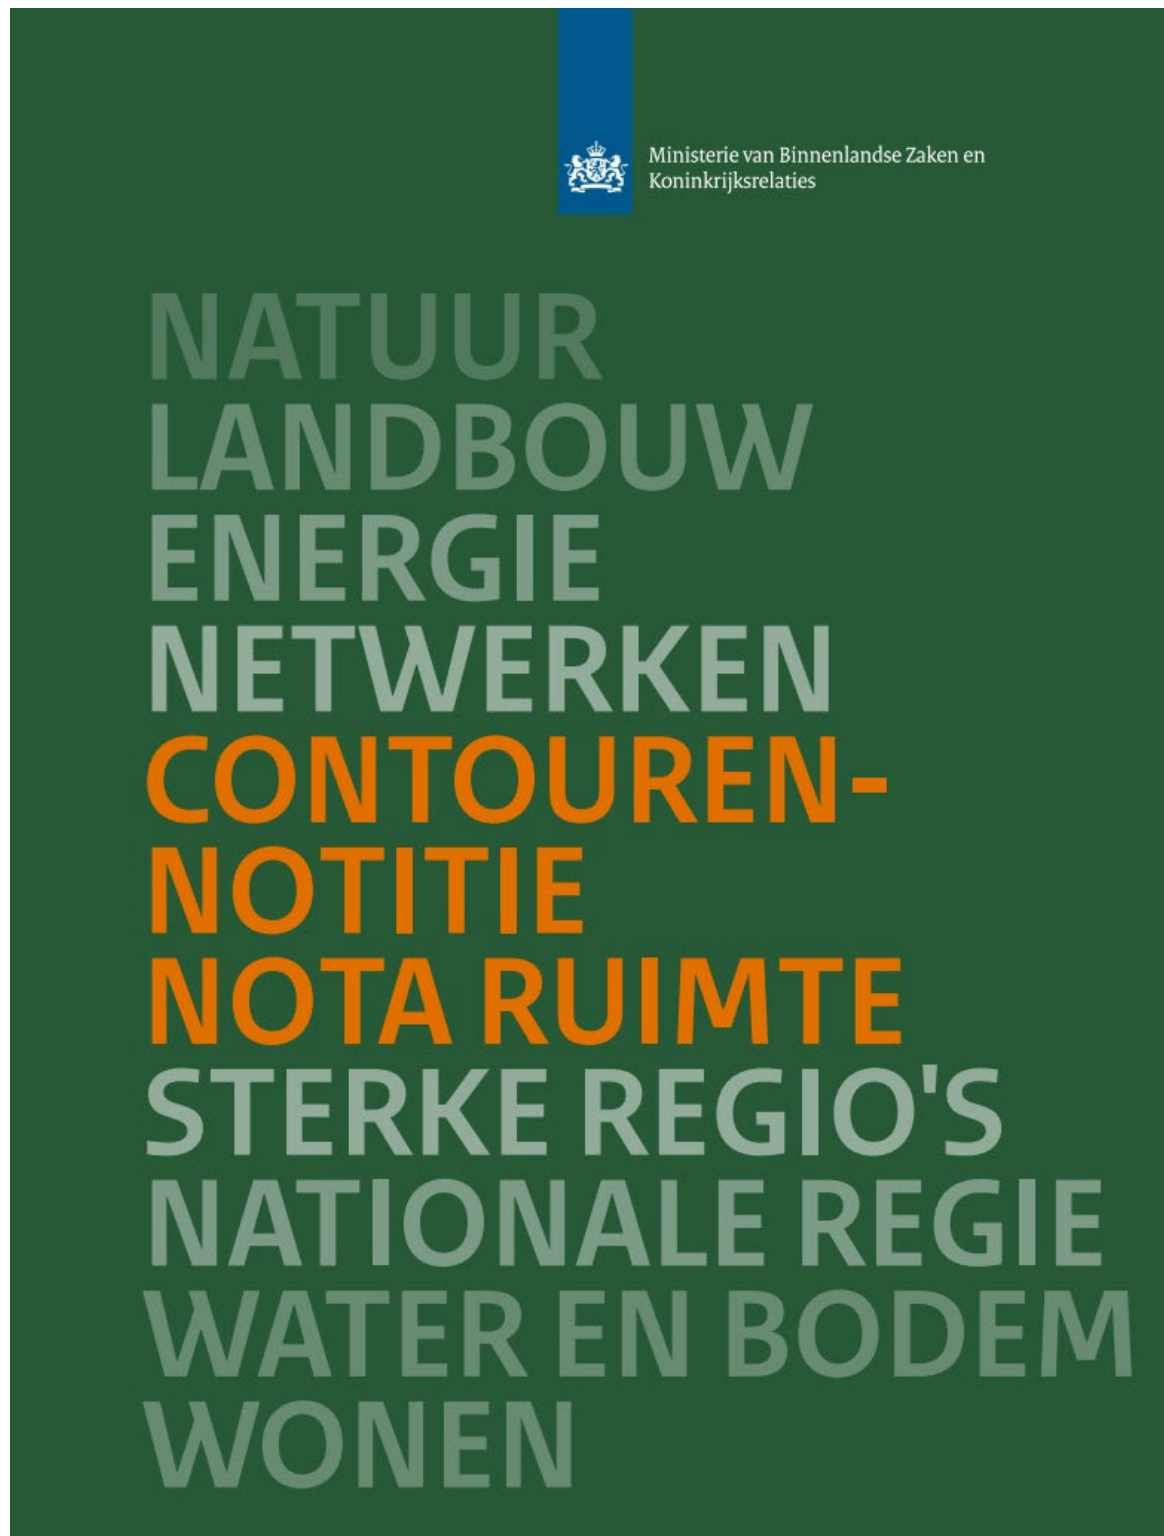 Ministerie van Binnenlandse Zaken en
Koninkrijksrelaties
NATUUR
LANDBOUW
ENERGIE
NETWERKEN
CONTOUREN-
NOTITIE
NOTA RUIMTE
STERKE REGIO'S
NATIONALE REGIE
WATER EN BODEM
WONEN